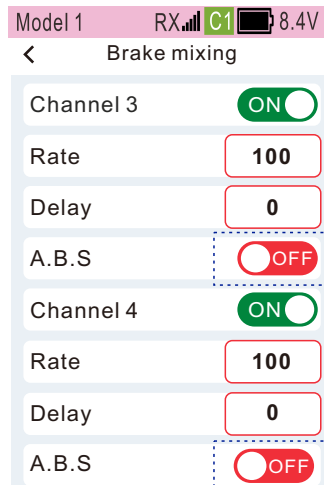 Model 1 RX C1 8.4V
Brake mixing
Channel 3 ON
Rate 100
Delay 0
A.B.S OFF
Channel 4 ON
Rate 100
Delay 0
A.B.S OFF